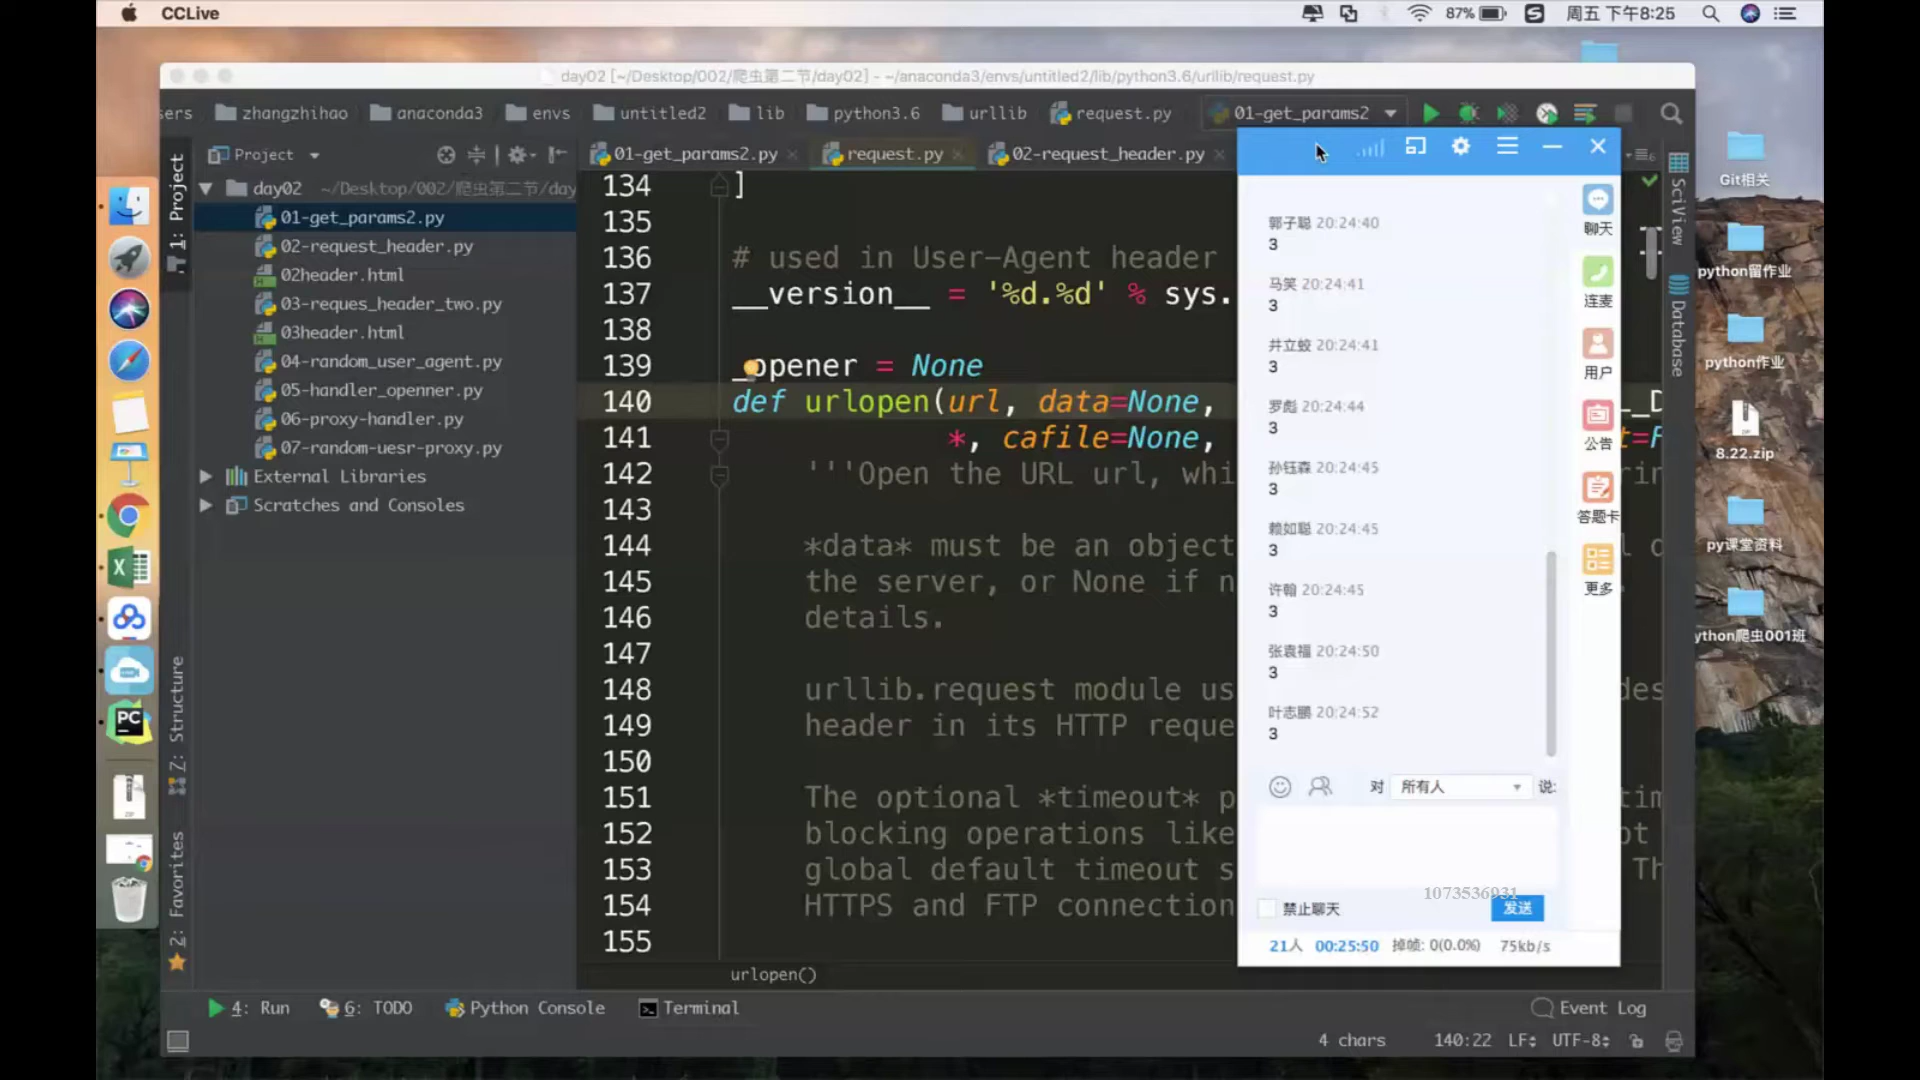 CCLive
87%
周五 下午8:25
day02 [~/Desktop/002/爬虫第二节/day02] - ~/anaconda3/envs/untitled2/lib/python3.6/urllib/request.py
sers
zhangzhihao
anaconda3
envs
untitled2
lib
python3.6
urllib
request.py
01-get_params2
Project
01-get_params2.py
request.py
02-request_header.py
1: Project
day02 ~/Desktop/002/爬虫第二节/day
01-get_params2.py
02-request_header.py
02header.html
03-reques_header_two.py
03header.html
04-random_user_agent.py
05-handler_openner.py
06-proxy-handler.py
07-random-uesr-proxy.py
External Libraries
Scratches and Consoles
Z: Structure
2: Favorites
134 ]
135
136 # used in User-Agent header
137 __version__ = '%d.%d' % sys.
138
139 _opener = None
140 def urlopen(url, data=None,
141 *, cafile=None,
142 '''Open the URL url, whi
143
144 *data* must be an object
145 the server, or None if n
146 details.
147
148 urllib.request module us
149 header in its HTTP reque
150
151 The optional *timeout* p
152 blocking operations like
153 global default timeout s
154 HTTPS and FTP connection
155
urlopen()
郭子聪 20:24:40
3
马笑 20:24:41
3
井立蛟 20:24:41
3
罗彪 20:24:44
3
孙钰森 20:24:45
3
赖如聪 20:24:45
3
许翰 20:24:45
3
张袁福 20:24:50
3
叶志鹏 20:24:52
3
对 所有人 说:
1073536931
禁止聊天
发送
21人 00:25:50 掉帧: 0(0.0%) 75kb/s
聊天
连麦
用户
公告
答题卡
更多
SciView
Database
Git相关
python留作业
python作业
8.22.zip
py课堂资料
ython爬虫001班
4: Run
6: TODO
Python Console
Terminal
Event Log
4 chars
140:22
LF
UTF-8